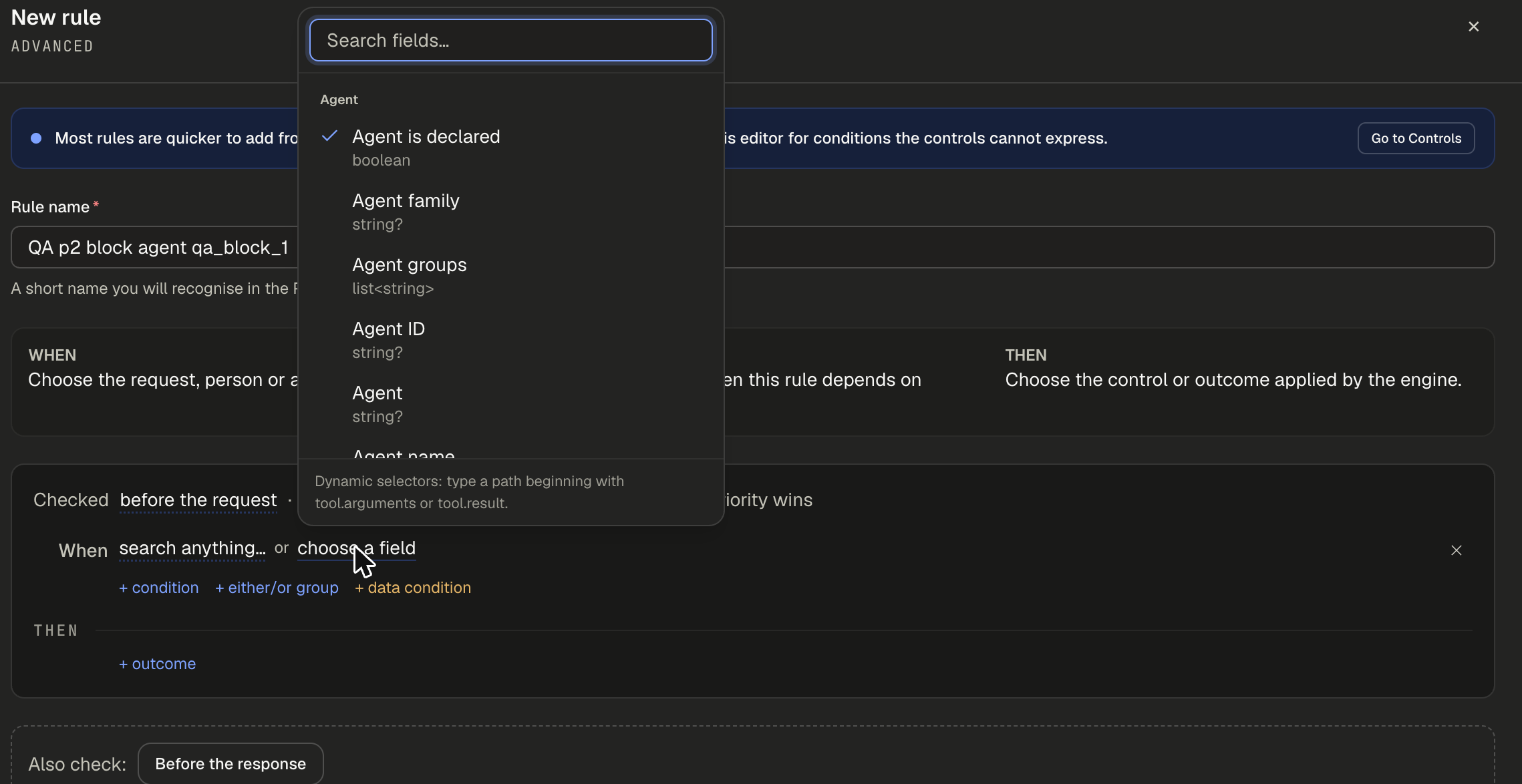 New rule
ADVANCED
Search fields...
Agent
Agent is declared
boolean
Agent family
string?
Agent groups
list<string>
Agent ID
string?
Agent
string?
Agent name
Dynamic selectors: type a path beginning with
tool.arguments or tool.result.
Most rules are quicker to add
editor for conditions the controls cannot express.
Go to Controls
Rule name*
QA p2 block agent qa_block_1
A short name you will recognise in the
WHEN
Choose the request, person or
this rule depends on
THEN
Choose the control or outcome applied by the engine.
Checked before the request ·
wins
When search anything... or choose a field
+ condition + either/or group + data condition
THEN
+ outcome
Also check: Before the response